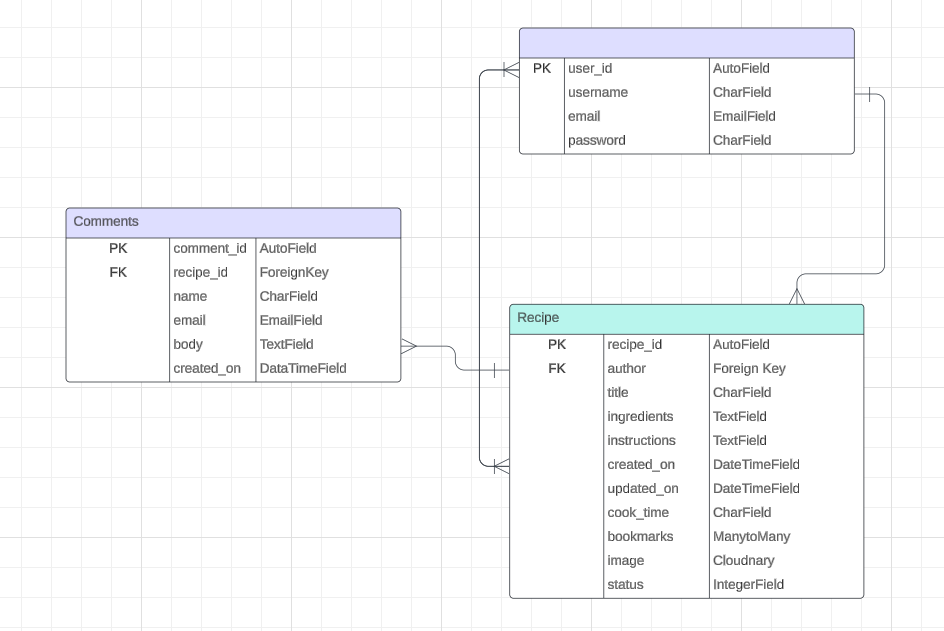 PK user_id AutoField
username CharField
email EmailField
password CharField
Comments
PK comment_id AutoField
FK recipe_id ForeignKey
name CharField
email EmailField
body TextField
created_on DataTimeField
Recipe
PK recipe_id AutoField
FK author Foreign Key
title CharField
ingredients TextField
instructions TextField
created_on DateTimeField
updated_on DateTimeField
cook_time CharField
bookmarks ManytoMany
image Cloudnary
status IntegerField